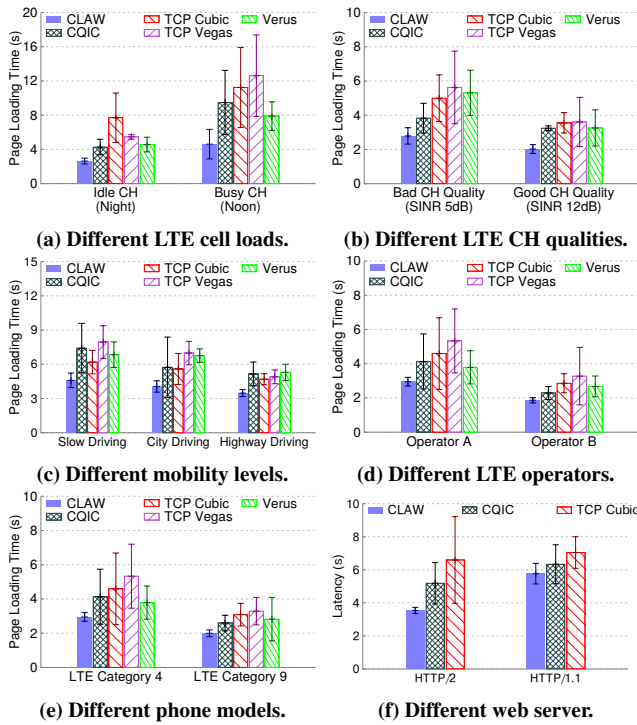 CLAW TCP Cubic Verus
CQIC TCP Vegas
Page Loading Time (s)
20
16
12
8
4
0
Idle CH Busy CH
(Night) (Noon)
(a) Different LTE cell loads.
CLAW TCP Cubic Verus
CQIC TCP Vegas
Page Loading Time (s)
10
8
6
4
2
0
Bad CH Quality Good CH Quality
(SINR 5dB) (SINR 12dB)
(b) Different LTE CH qualities.
CLAW TCP Cubic Verus
CQIC TCP Vegas
Page Loading Time (s)
15
12
9
6
3
0
Slow Driving City Driving Highway Driving
(c) Different mobility levels.
CLAW TCP Cubic Verus
CQIC TCP Vegas
Page Loading Time (s)
10
8
6
4
2
0
Operator A Operator B
(d) Different LTE operators.
CLAW TCP Cubic Verus
CQIC TCP Vegas
Page Loading Time (s)
10
8
6
4
2
0
LTE Category 4 LTE Category 9
(e) Different phone models.
CLAW CQIC TCP Cubic
Latency (s)
10
8
6
4
2
0
HTTP/2 HTTP/1.1
(f) Different web server.